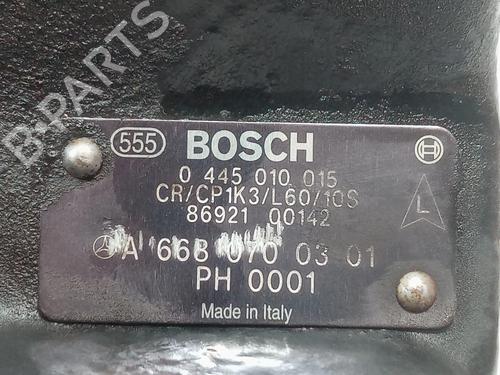 B-PARTS
555 BOSCH
0 445 010 015
CR/CP1K3/L60/10S
86921 00142
L
A 668 070 03 01
PH 0001
Made in Italy